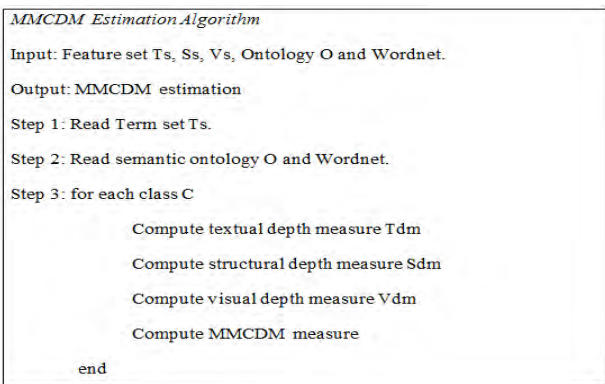 MMCDM Estimation Algorithm
Input: Feature set Ts, Ss, Vs, Ontology O and Wordnet.
Output: MMCDM estimation
Step 1: Read Term set Ts.
Step 2: Read semantic ontology O and Wordnet.
Step 3: for each class C
Compute textual depth measure Tdm
Compute structural depth measure Sdm
Compute visual depth measure Vdm
Compute MMCDM measure
end